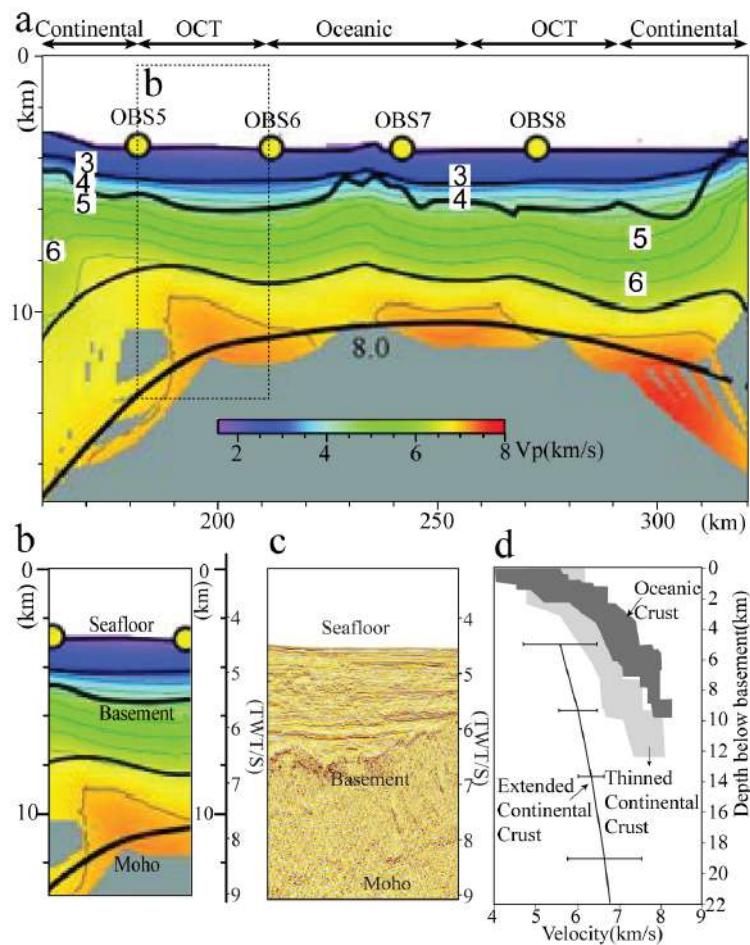 a
Continental OCT Oceanic OCT Continental
0
(km)
10
b
OBS5 OBS6 OBS7 OBS8
3
4
5
6
3
4
5
6
8.0
2 4 6 8 Vp(km/s)
200 250 300 (km)
b
0
(km)
10
Seafloor
Basement
Moho
0
(km)
10
4
5
6
7
8
9
(TWT/S)
c
Seafloor
Basement
Moho
4
5
6
7
8
9
(TWT/S)
d
Oceanic
Crust
Extended
Continental
Crust
Thinned
Continental
Crust
0
2
4
6
8
10
12
14
16
18
20
22
Depth below basement(km)
4 5 6 7 8 9
Velocity(km/s)